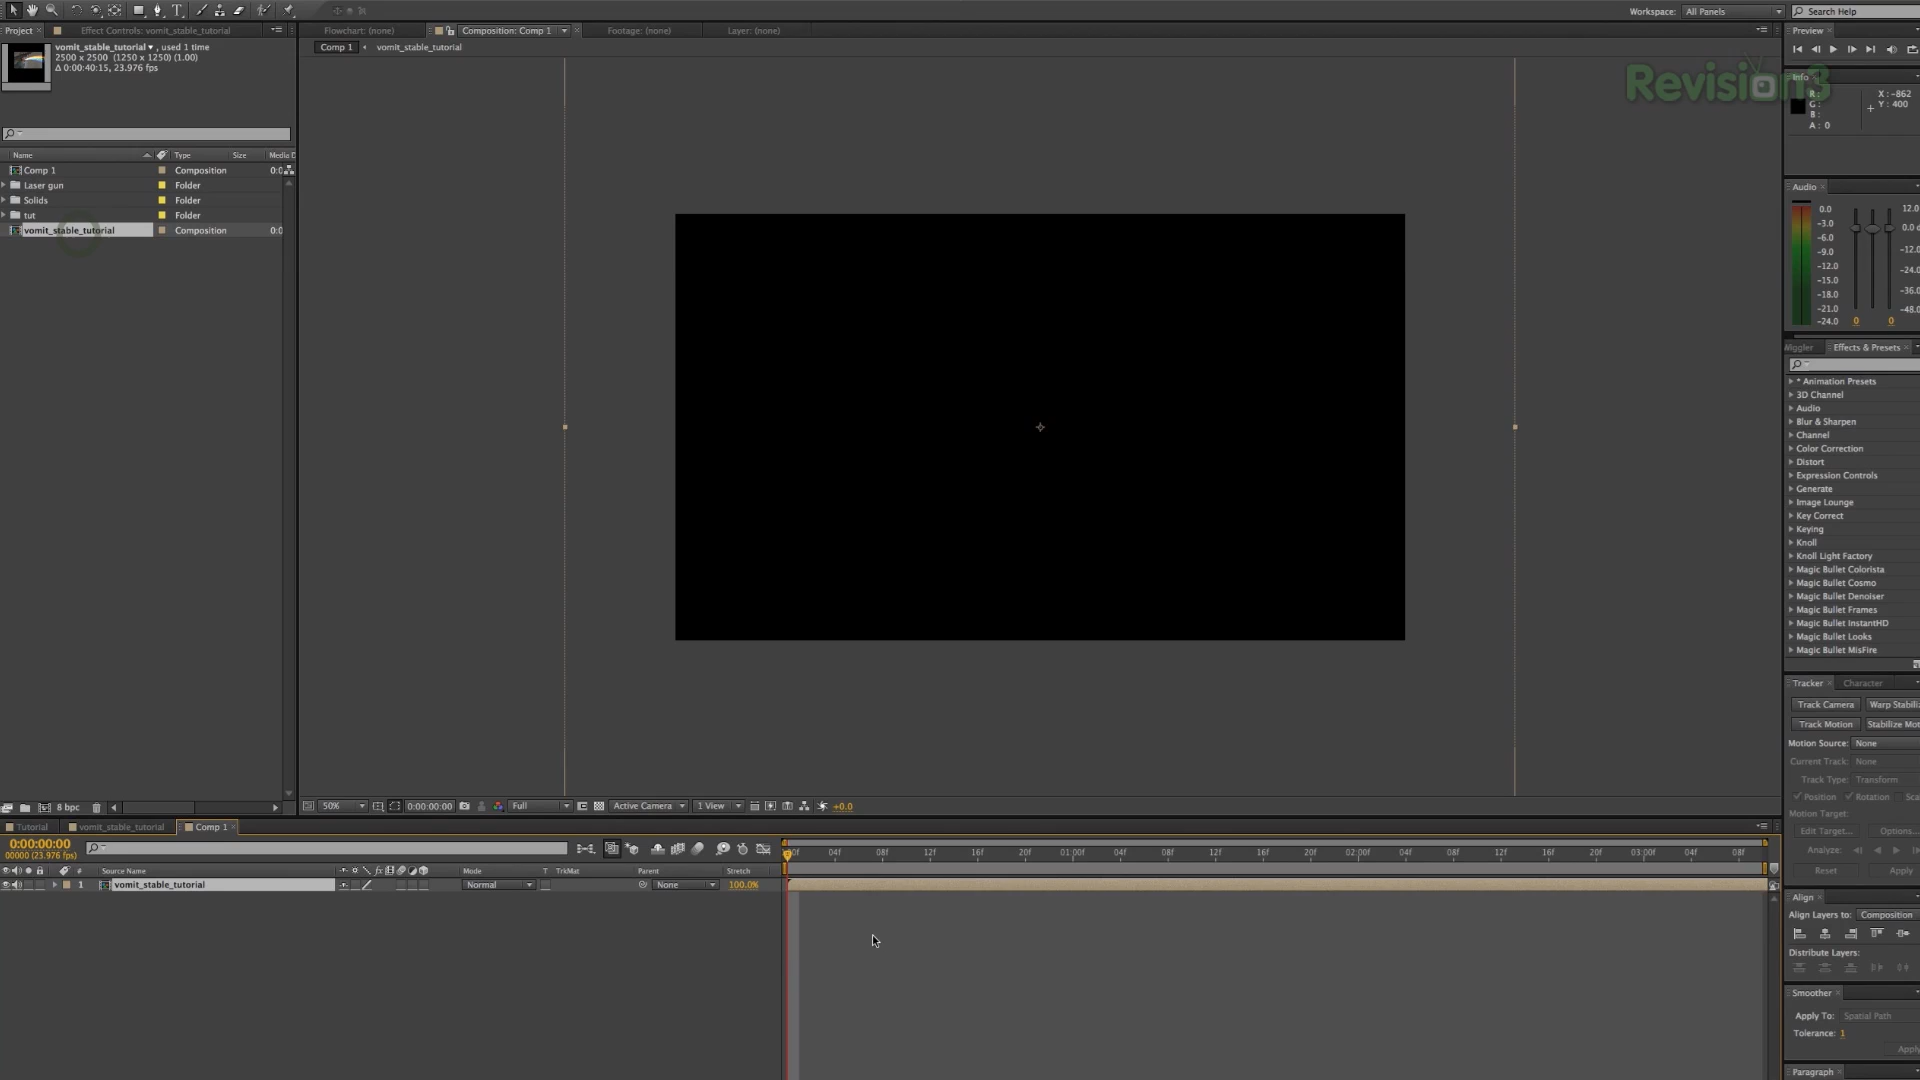 Workspace: All Panels Search Help
Project Effect Controls: vomit_stable_tutorial
Flowchart: (none) Composition: Comp 1 Footage: (none) Layer: (none)
Preview
Comp 1 vomit_stable_tutorial
vomit_stable_tutorial , used 1 time
2500 x 2500 (1250 x 1250) (1.00)
Δ 0:00:40:15, 23.976 fps
Revision3
Info
R:
G:
B:
A: 0
X: -862
Y: 400
Name Type Size Media D
Comp 1 Composition 0:0
Laser gun Folder
Solids Folder
tut Folder
vomit_stable_tutorial Composition 0:0
Audio
0.0
-3.0
-6.0
-9.0
-12.0
-15.0
-18.0
-21.0
-24.0
12.0
0.0 d
-12.0
-24.0
-36.0
-48.0
0 0
Wiggler Effects & Presets
* Animation Presets
3D Channel
Audio
Blur & Sharpen
Channel
Color Correction
Distort
Expression Controls
Generate
Image Lounge
Key Correct
Keying
Knoll
Knoll Light Factory
Magic Bullet Colorista
Magic Bullet Cosmo
Magic Bullet Denoiser
Magic Bullet Frames
Magic Bullet InstantHD
Magic Bullet Looks
Magic Bullet MisFire
Tracker Character
Track Camera Warp Stabili
Track Motion Stabilize Mot
Motion Source: None
Current Track: None
Track Type: Transform
Position Rotation Sca
Motion Target:
Edit Target... Options...
Analyze:
Reset Apply
Align
Align Layers to: Composition
Distribute Layers:
Smoother
Apply To: Spatial Path
Tolerance: 1
Apply
Paragraph
8 bpc
50% 0:00:00:00 Full Active Camera 1 View +0.0
Tutorial vomit_stable_tutorial Comp 1
0:00:00:00
00000 (23.976 fps)
00f 04f 08f 12f 16f 20f 01:00f 04f 08f 12f 16f 20f 02:00f 04f 08f 12f 16f 20f 03:00f 04f 08f
# Source Name fx Mode T TrkMat Parent Stretch
1 vomit_stable_tutorial Normal None 100.0%